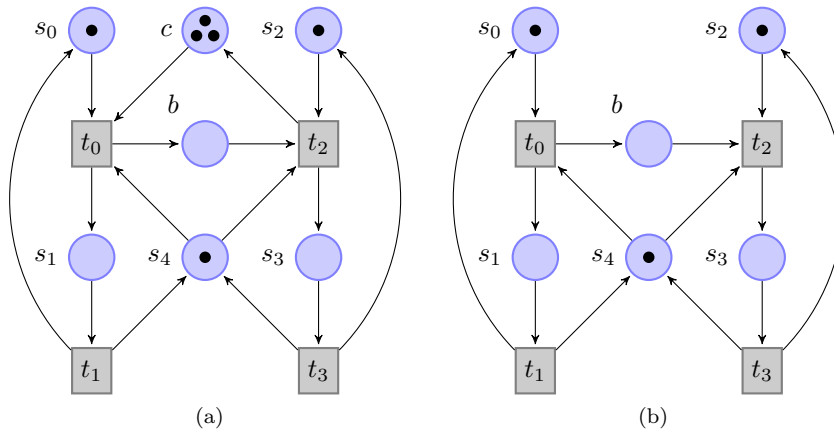 s₀ c s₂ s₀ s₂
b b
t₀ t₂ t₀ t₂
s₁ s₄ s₃ s₁ s₄ s₃
t₁ t₃ t₁ t₃
(a) (b)